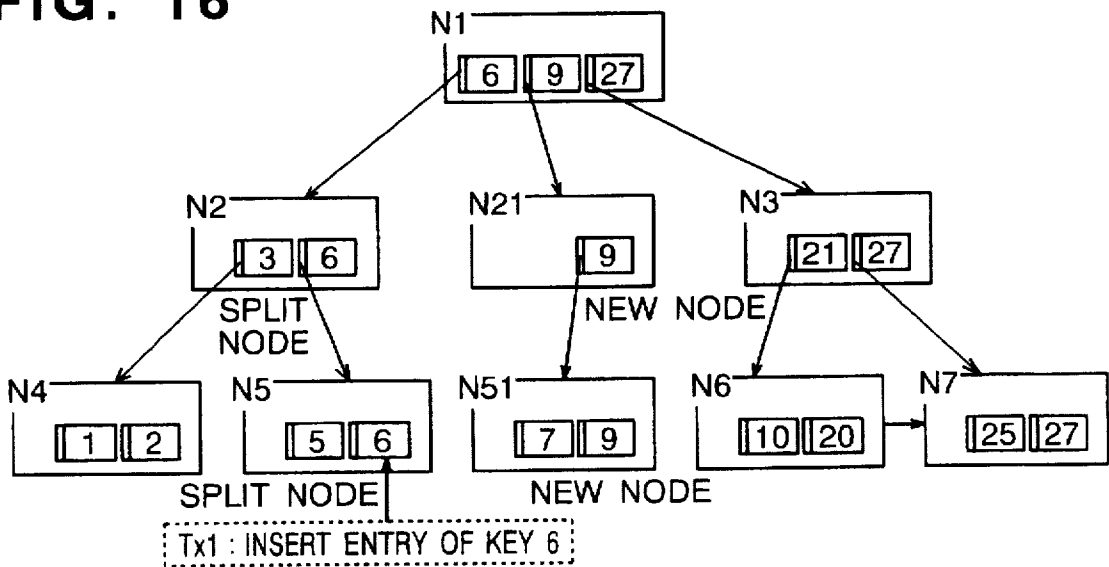 FIG. 16
N1
6 9 27
N2
3 6
SPLIT
NODE
N21
9
NEW NODE
N3
21 27
N4
1 2
N5
5 6
SPLIT NODE
N51
7 9
NEW NODE
N6
10 20
N7
25 27
Tx1 : INSERT ENTRY OF KEY 6